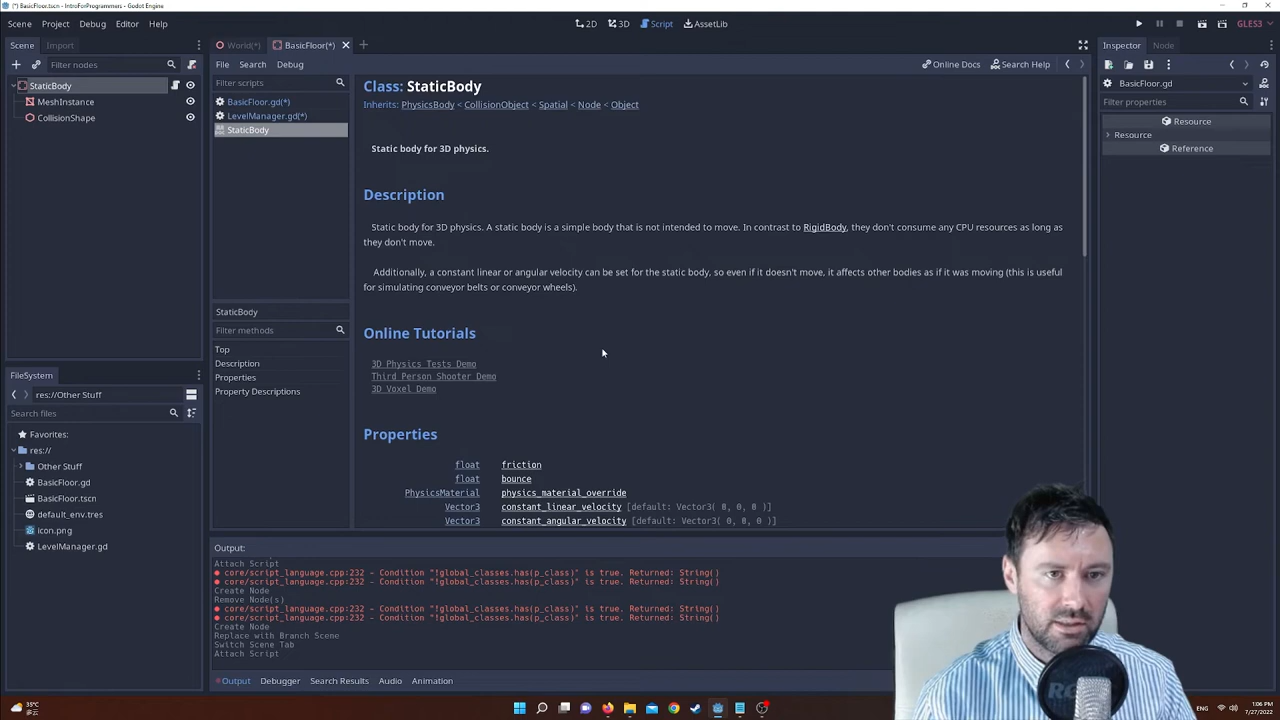 BasicFloor.tscn - IntroForProgrammers - Godot Engine
Scene Project Debug Editor Help
2D 3D Script AssetLib
GLES3
Scene Import
World(*) BasicFloor(*)
Inspector Node
Filter nodes
File Search Debug
Online Docs Search Help
StaticBody
MeshInstance
CollisionShape
Filter scripts
BasicFloor.gd(*)
LevelManager.gd(*)
StaticBody
Class: StaticBody
Inherits: PhysicsBody < CollisionObject < Spatial < Node < Object
Static body for 3D physics.
Description
Static body for 3D physics. A static body is a simple body that is not intended to move. In contrast to RigidBody, they don't consume any CPU resources as long as
they don't move.
Additionally, a constant linear or angular velocity can be set for the static body, so even if it doesn't move, it affects other bodies as if it was moving (this is useful
for simulating conveyor belts or conveyor wheels).
Online Tutorials
3D Physics Tests Demo
Third Person Shooter Demo
3D Voxel Demo
Properties
float friction
float bounce
PhysicsMaterial physics_material_override
Vector3 constant_linear_velocity [default: Vector3( 0, 0, 0 )]
Vector3 constant_angular_velocity [default: Vector3( 0, 0, 0 )]
StaticBody
Filter methods
Top
Description
Properties
Property Descriptions
BasicFloor.gd
Filter properties
Resource
Resource
Reference
FileSystem
res://Other Stuff
Search files
Favorites:
res://
Other Stuff
BasicFloor.gd
BasicFloor.tscn
default_env.tres
icon.png
LevelManager.gd
Output:
Attach Script
core/script_language.cpp:232 - Condition "!global_classes.has(p_class)" is true. Returned: String()
core/script_language.cpp:232 - Condition "!global_classes.has(p_class)" is true. Returned: String()
Create Node
Remove Node(s)
core/script_language.cpp:232 - Condition "!global_classes.has(p_class)" is true. Returned: String()
core/script_language.cpp:232 - Condition "!global_classes.has(p_class)" is true. Returned: String()
Create Node
Replace with Branch Scene
Switch Scene Tab
Attach Script
Output Debugger Search Results Audio Animation
35°C
ENG
1:06 PM
7/27/2022